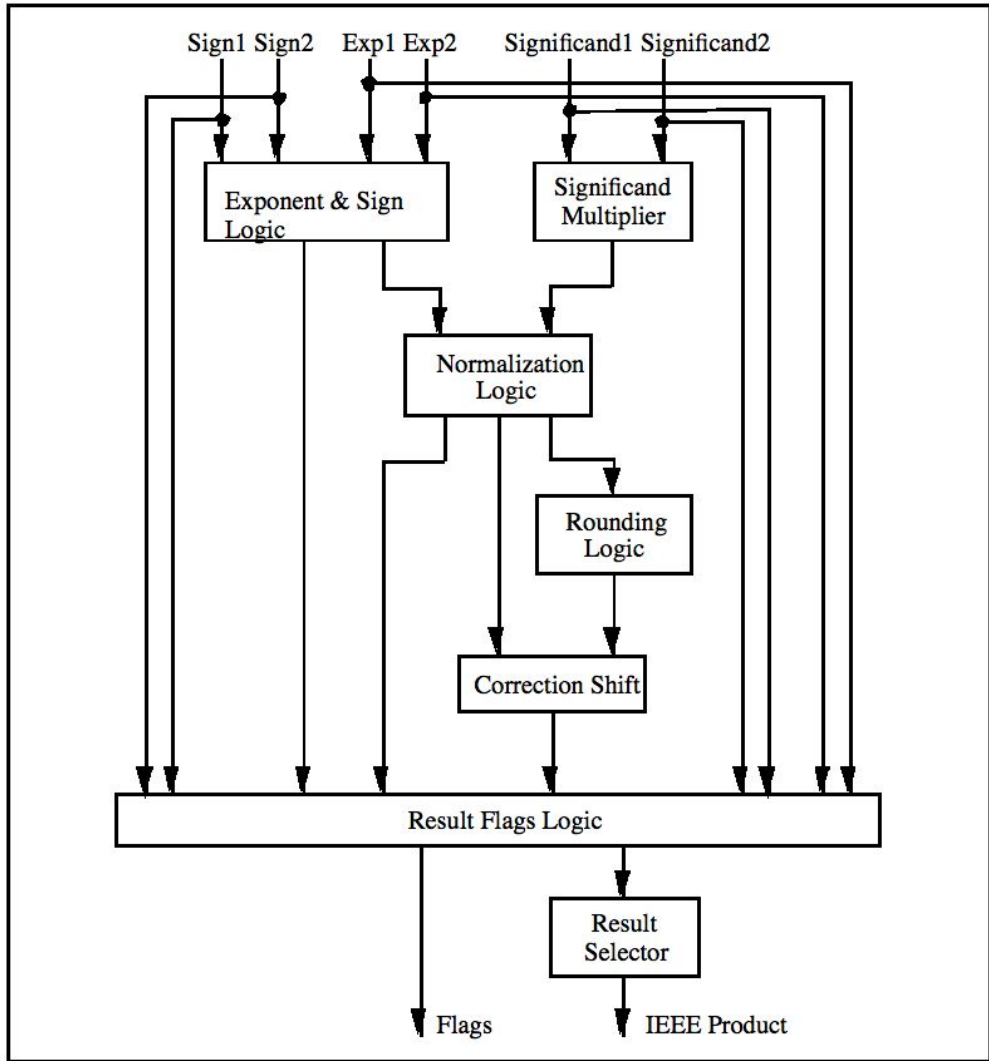 Sign1 Sign2 Exp1 Exp2 Significand1 Significand2
Exponent & Sign
Logic
Significand
Multiplier
Normalization
Logic
Rounding
Logic
Correction Shift
Result Flags Logic
Result
Selector
Flags
IEEE Product